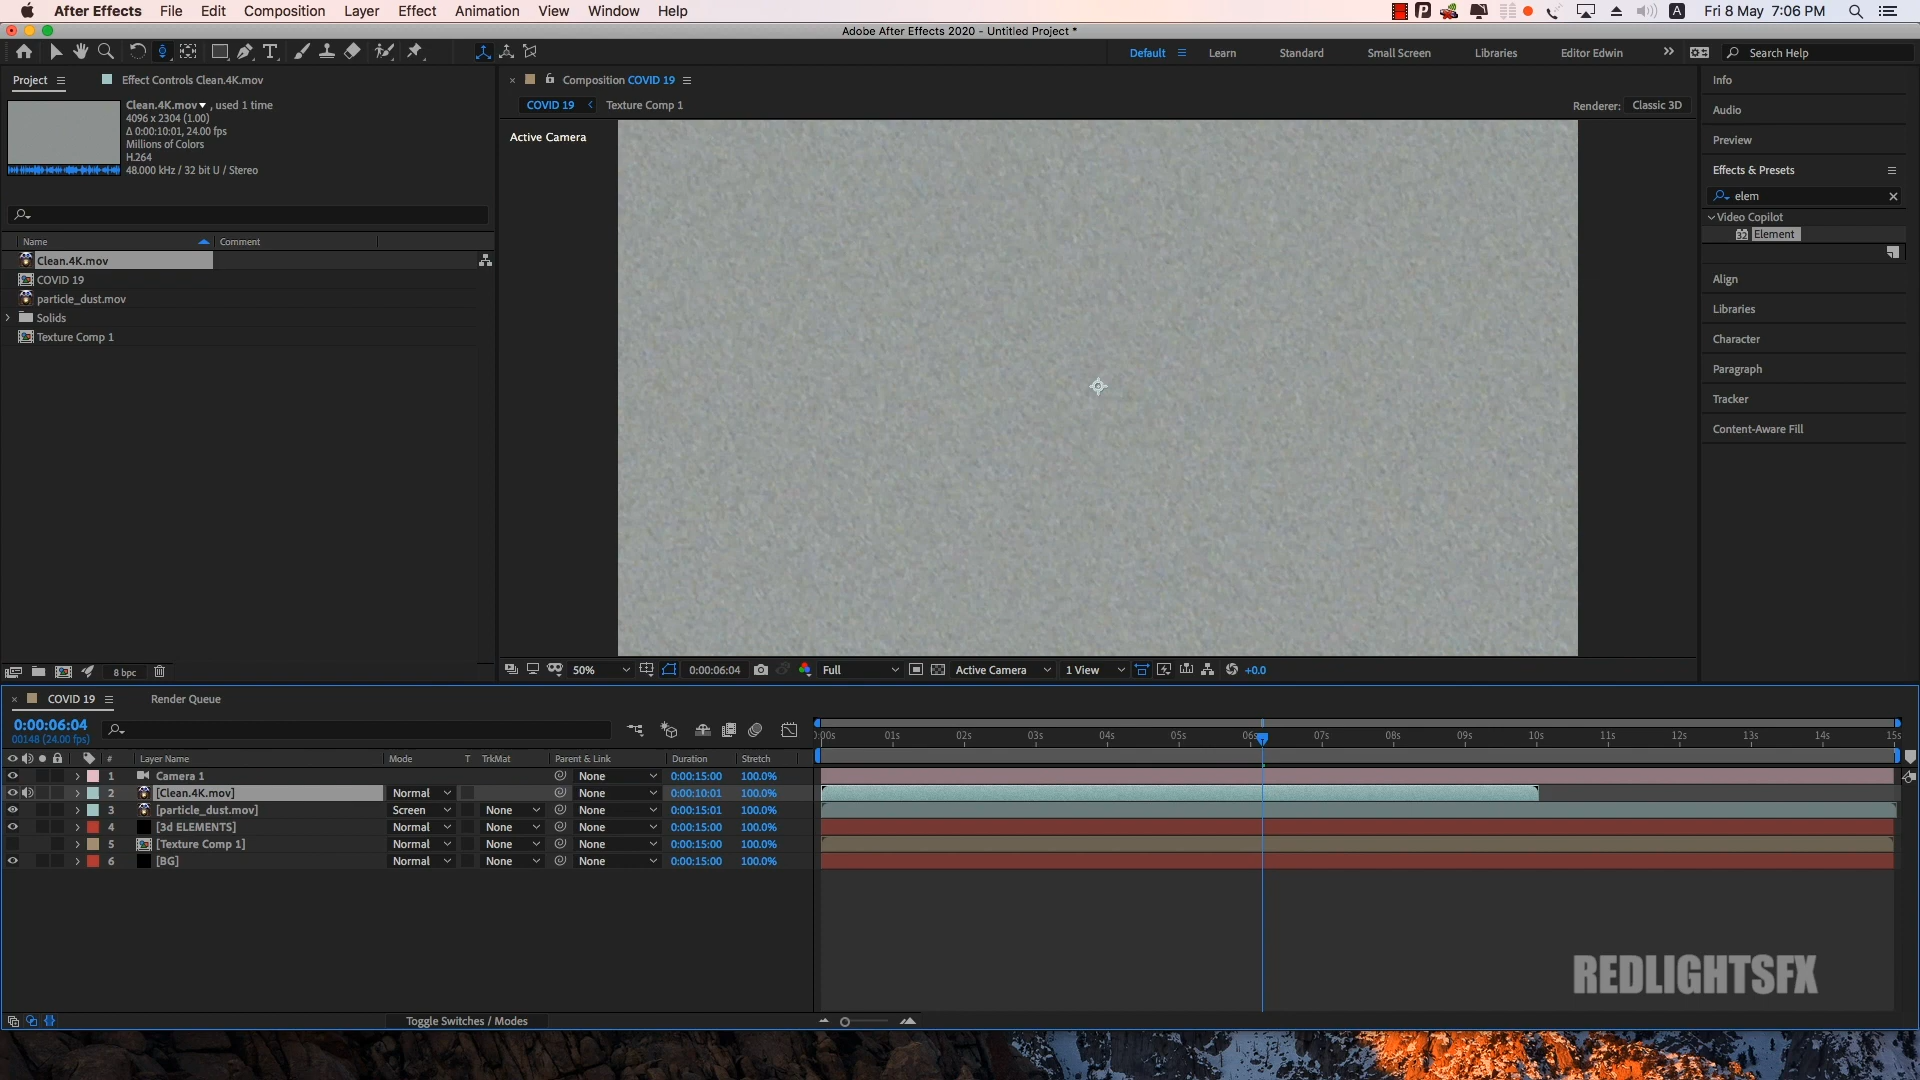 After Effects File Edit Composition Layer Effect Animation View Window Help
Fri 8 May 7:06 PM
Adobe After Effects 2020 - Untitled Project *
Default Learn Standard Small Screen Libraries Editor Edwin Search Help
Project Effect Controls Clean.4K.mov
Clean.4K.mov , used 1 time
4096 x 2304 (1.00)
Δ 0:00:10:01, 24.00 fps
Millions of Colors
H.264
48.000 kHz / 32 bit U / Stereo
Name Comment
Clean.4K.mov
COVID 19
particle_dust.mov
Solids
Texture Comp 1
8 bpc
Composition COVID 19
COVID 19 Texture Comp 1
Renderer: Classic 3D
Active Camera
50% 0:00:06:04 Full Active Camera 1 View +0.0
Info
Audio
Preview
Effects & Presets
elem
Video Copilot
32 Element
Align
Libraries
Character
Paragraph
Tracker
Content-Aware Fill
COVID 19 Render Queue
0:00:06:04
00148 (24.00 fps)
# Layer Name Mode T TrkMat Parent & Link Duration Stretch
1 Camera 1 None 0:00:15:00 100.0%
2 [Clean.4K.mov] Normal None 0:00:10:01 100.0%
3 [particle_dust.mov] Screen None None 0:00:15:01 100.0%
4 [3d ELEMENTS] Normal None None 0:00:15:00 100.0%
5 [Texture Comp 1] Normal None None 0:00:15:00 100.0%
6 [BG] Normal None None 0:00:15:00 100.0%
:00s 01s 02s 03s 04s 05s 06s 07s 08s 09s 10s 11s 12s 13s 14s 15s
Toggle Switches / Modes
REDLIGHTSFX